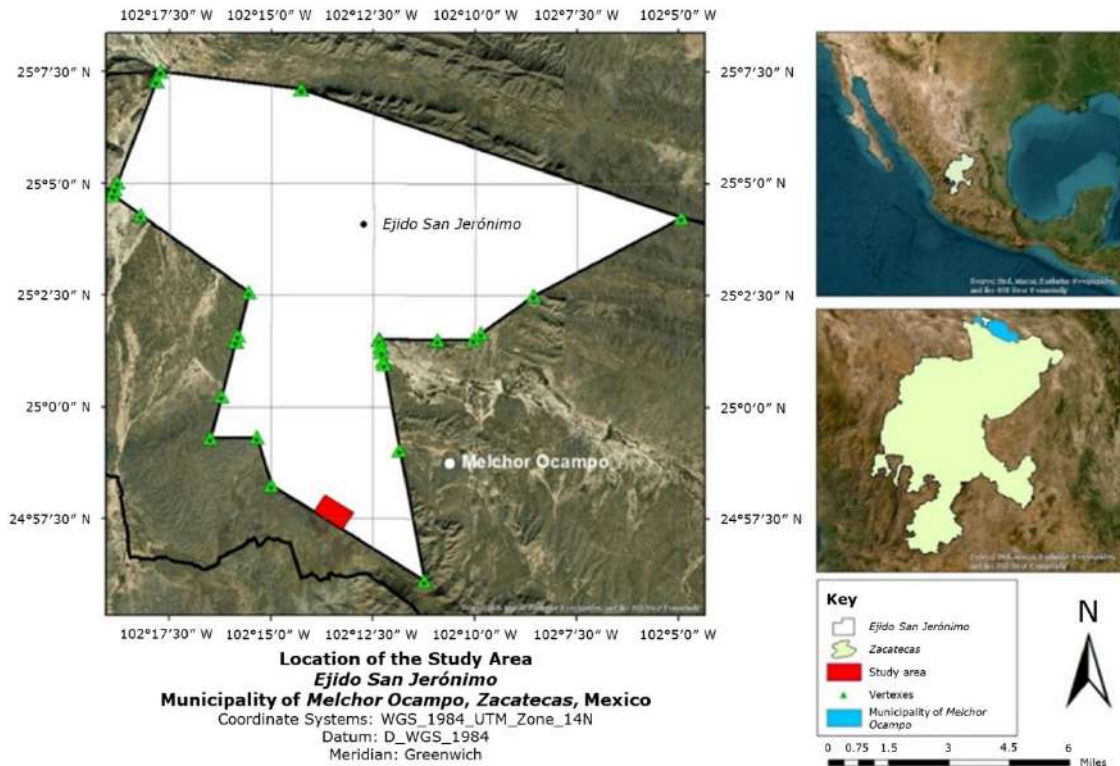 102°17'30" W 102°15'0" W 102°12'30" W 102°10'0" W 102°7'30" W 102°5'0" W
25°7'30" N
25°7'30" N
25°5'0" N
25°5'0" N
Ejido San Jerónimo
25°2'30" N
25°2'30" N
25°0'0" N
25°0'0" N
Melchor Ocampo
24°57'30" N
24°57'30" N
102°17'30" W 102°15'0" W 102°12'30" W 102°10'0" W 102°7'30" W 102°5'0" W
Location of the Study Area
Ejido San Jerónimo
Municipality of Melchor Ocampo, Zacatecas, Mexico
Coordinate Systems: WGS_1984_UTM_Zone_14N
Datum: D_WGS_1984
Meridian: Greenwich
Key
Ejido San Jerónimo
Zacatecas
Study area
Vertexes
Municipality of Melchor
Ocampo
N
0 0.75 1.5 3 4.5 6
Miles